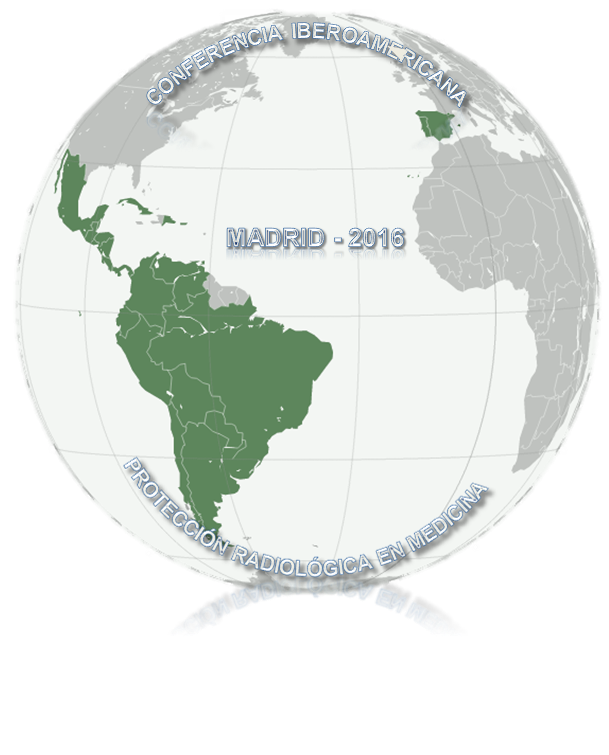 CONFERENCIA IBEROAMERICANA
MADRID - 2016
PROTECCIÓN RADIOLÓGICA EN MEDICINA